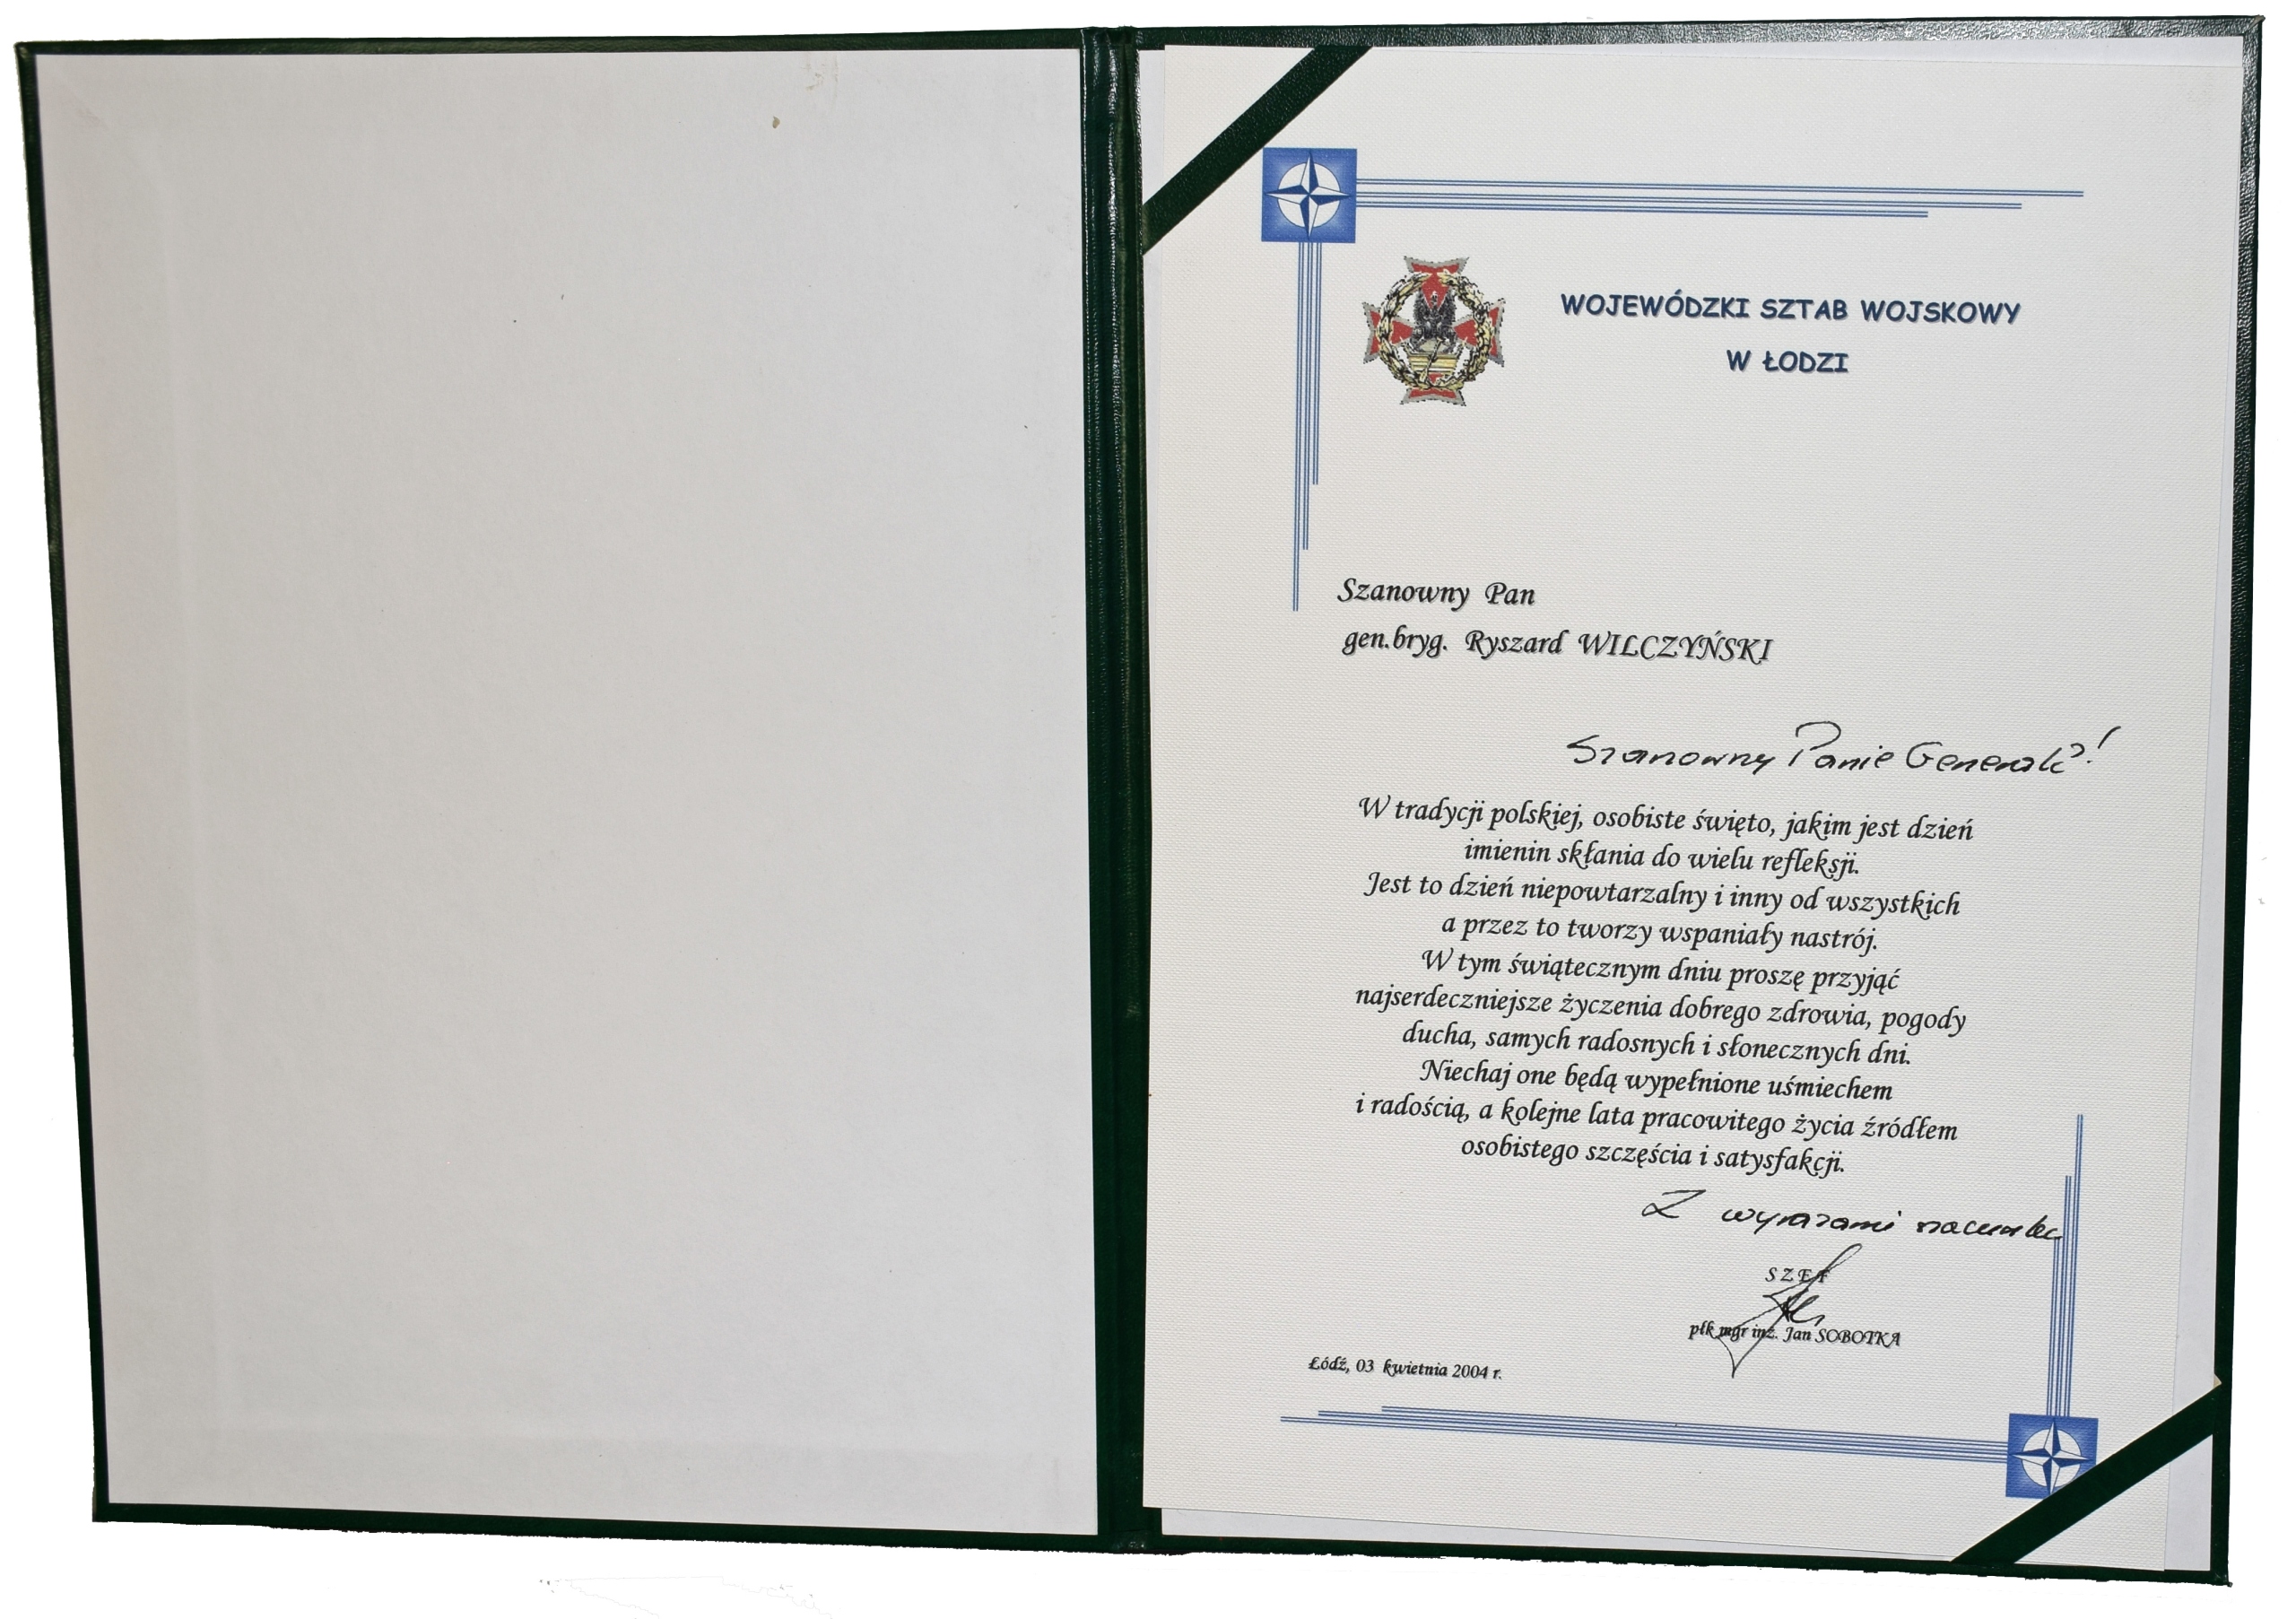 WOJEWÓDZKI SZTAB WOJSKOWY
W ŁODZI
Szanowny Pan
gen.bryg. Ryszard WILCZYŃSKI
Szanowny Panie Generale!
W tradycji polskiej, osobiste święto, jakim jest dzień
imienin skłania do wielu refleksji.
Jest to dzień niepowtarzalny i inny od wszystkich
a przez to tworzy wspaniały nastrój.
W tym świątecznym dniu proszę przyjąć
najserdeczniejsze życzenia dobrego zdrowia, pogody
ducha, samych radosnych i słonecznych dni.
Niechaj one będą wypełnione uśmiechem
i radością, a kolejne lata pracowitego życia źródłem
osobistego szczęścia i satysfakcji.
Z wyrazami szacunku
SZEF
płk mgr inż. Jan SOBOTKA
Łódź, 03 kwietnia 2004 r.